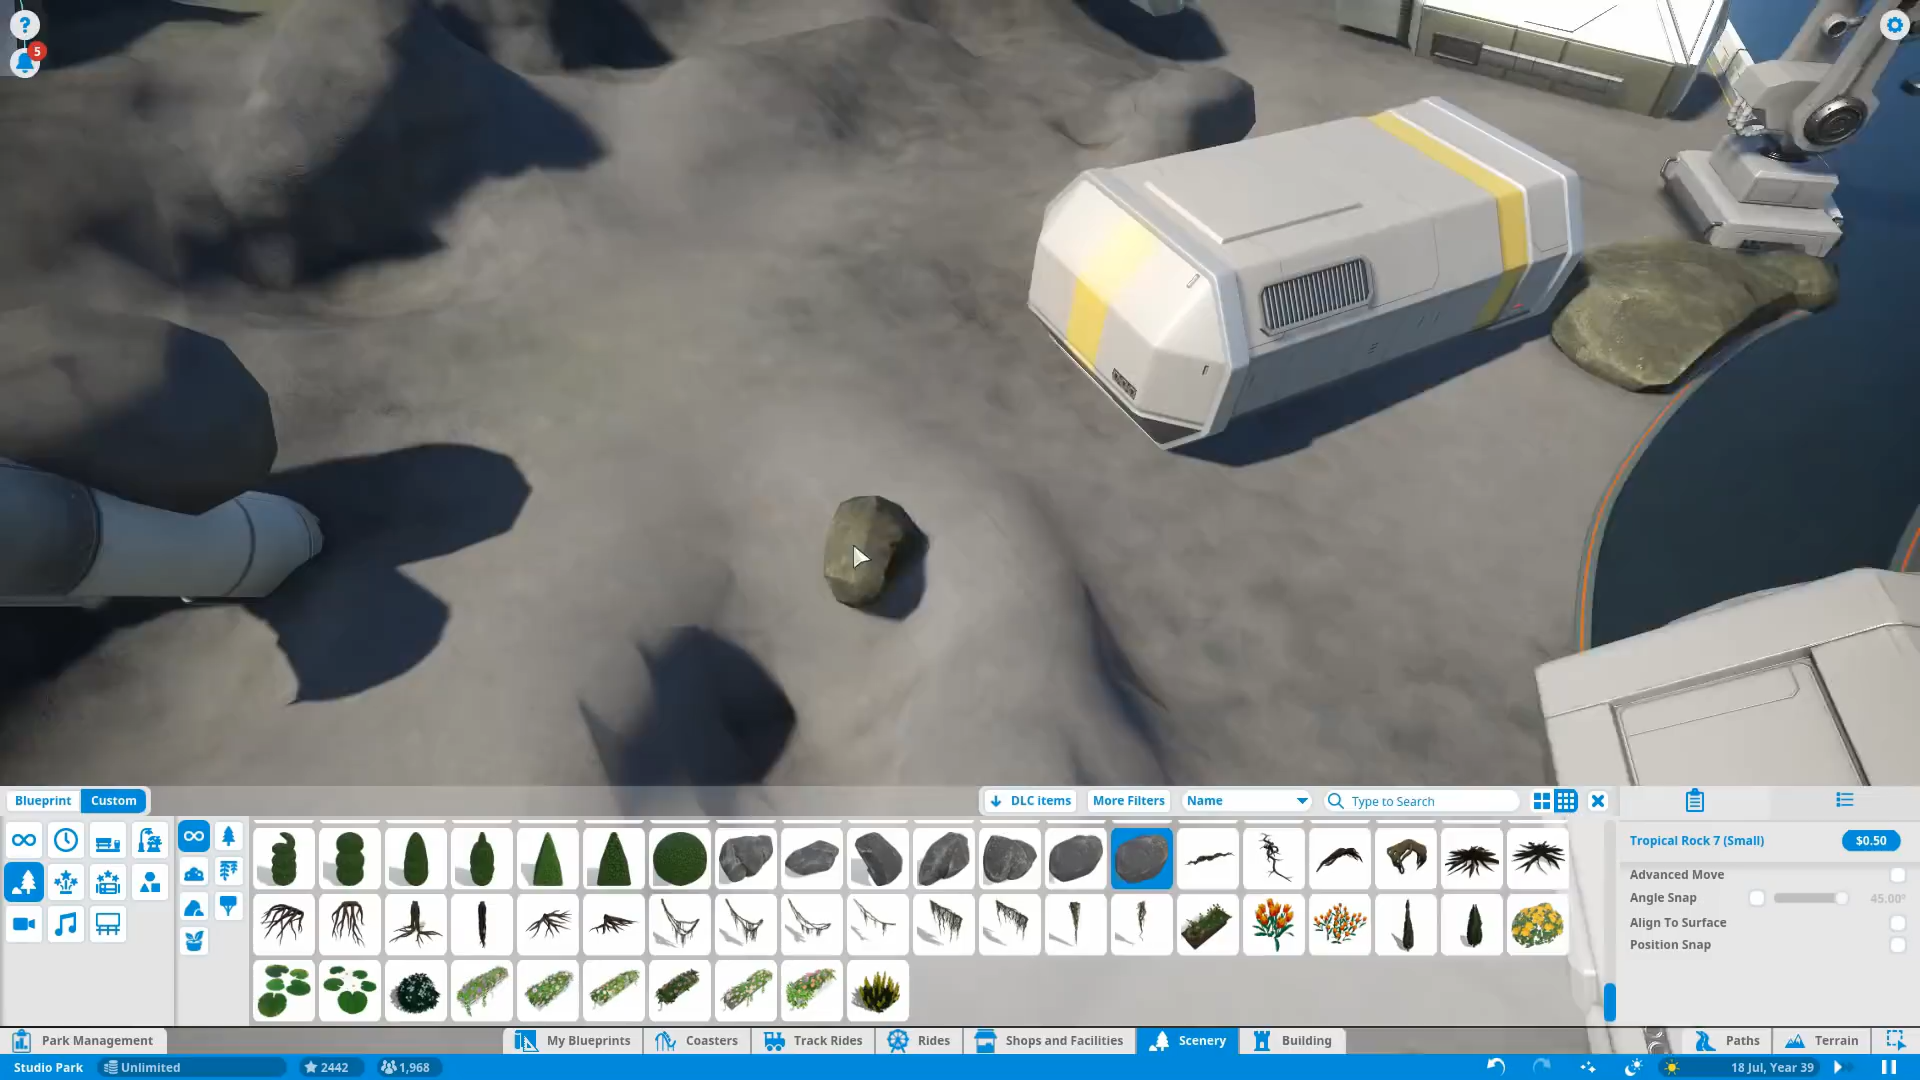 ?
5
Blueprint Custom
DLC items More Filters Name Type to Search
Tropical Rock 7 (Small) $0.50
Advanced Move
Angle Snap 45.00°
Align To Surface
Position Snap
Park Management My Blueprints Coasters Track Rides Rides Shops and Facilities Scenery Building Paths Terrain
Studio Park Unlimited 2442 1,968 18 Jul, Year 39